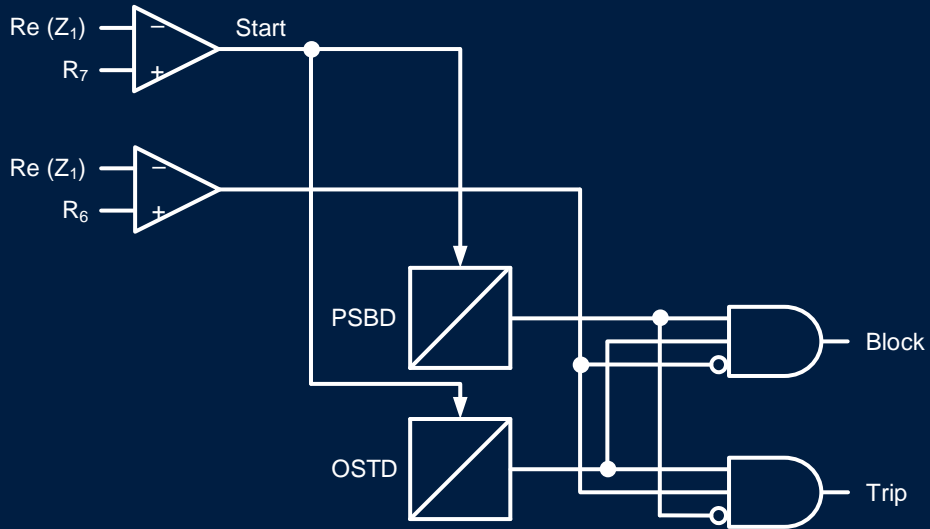 Re (Z₁)
−
Start
R₇
+
Re (Z₁)
−
R₆
+
PSBD
Block
OSTD
Trip